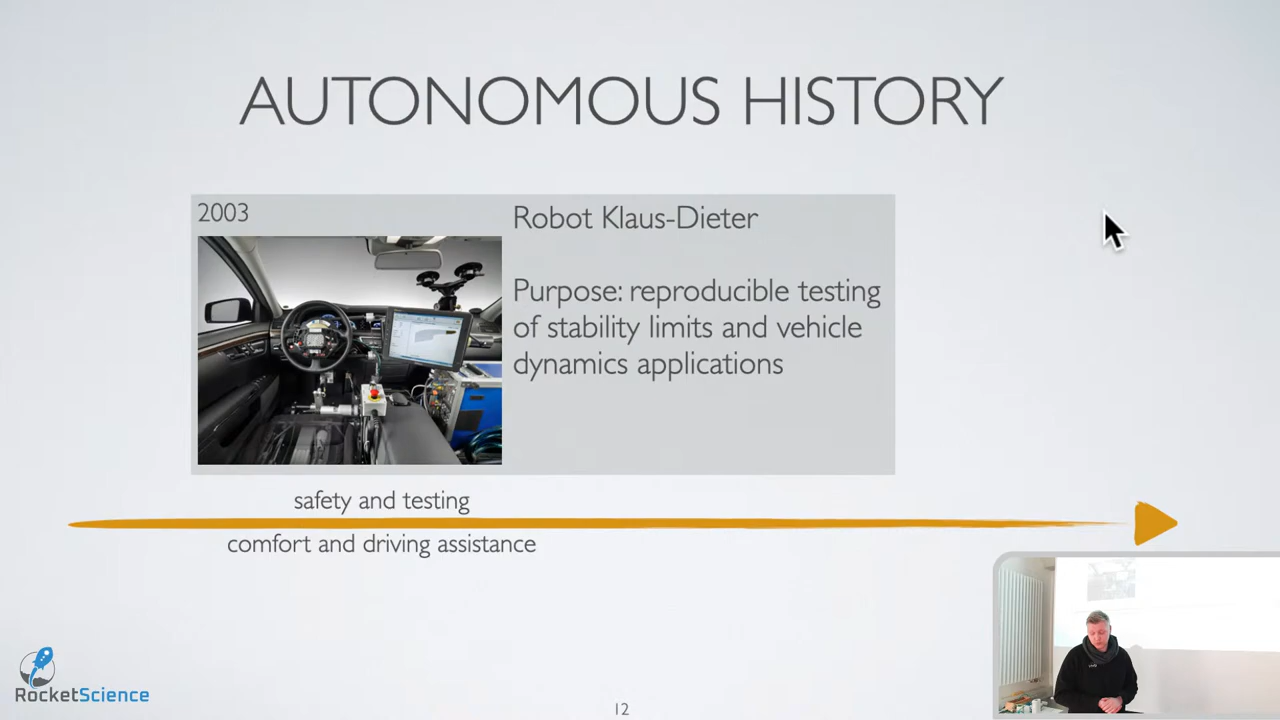 AUTONOMOUS HISTORY
2003
Robot Klaus-Dieter
Purpose: reproducible testing
of stability limits and vehicle
dynamics applications
safety and testing
comfort and driving assistance
RocketScience
12